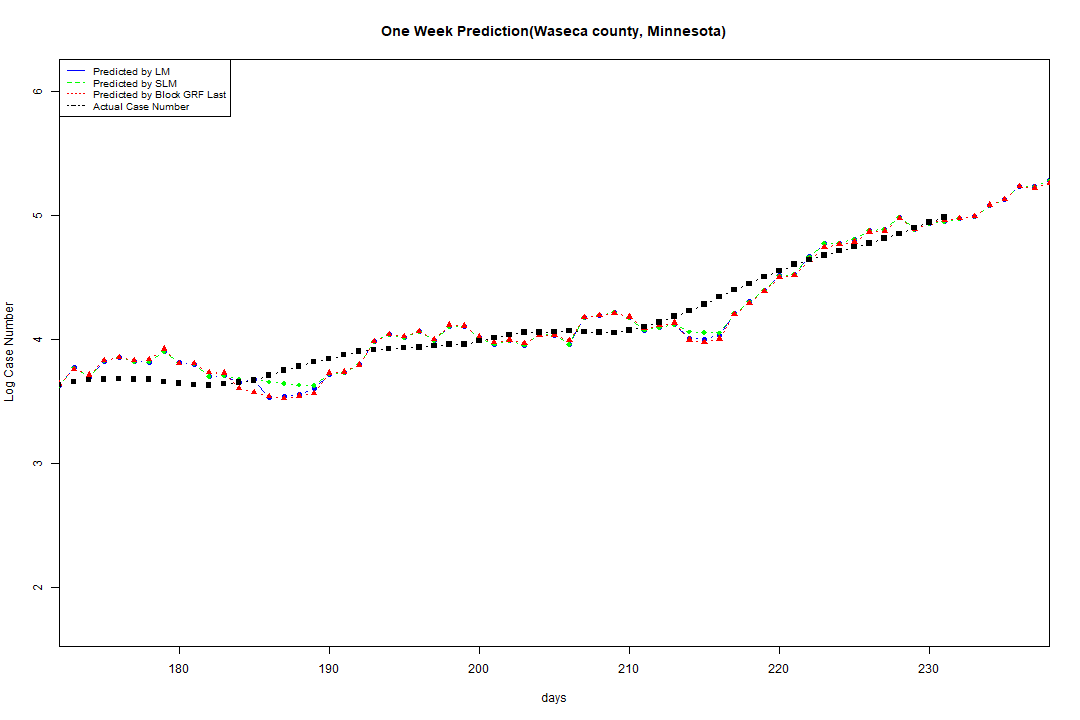 One Week Prediction(Waseca county, Minnesota)
Predicted by LM
Predicted by SLM
Predicted by Block GRF Last
Actual Case Number
6
5
4
3
2
Log Case Number
180 190 200 210 220 230
days